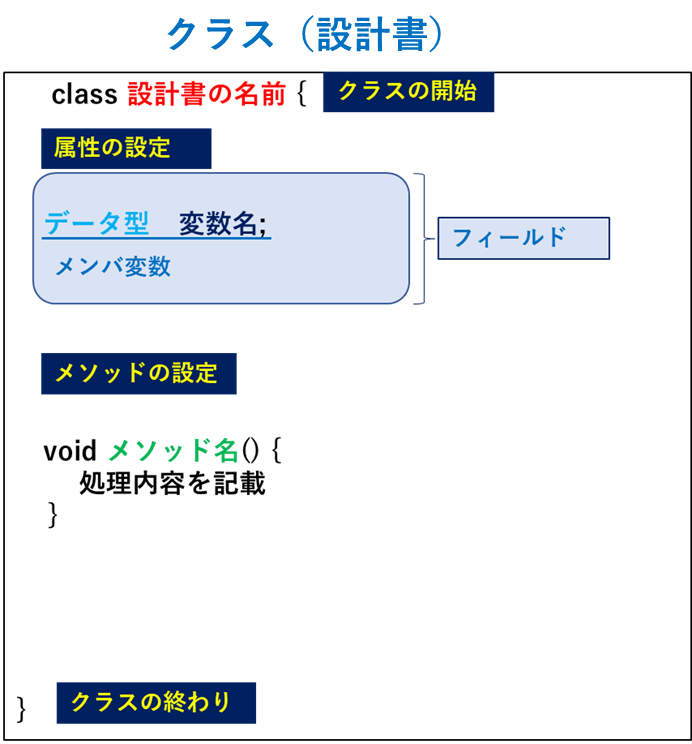 クラス（設計書）
class 設計書の名前 { クラスの開始
属性の設定
データ型　変数名;
フィールド
メンバ変数
メソッドの設定
void メソッド名() {
処理内容を記載
}
} クラスの終わり